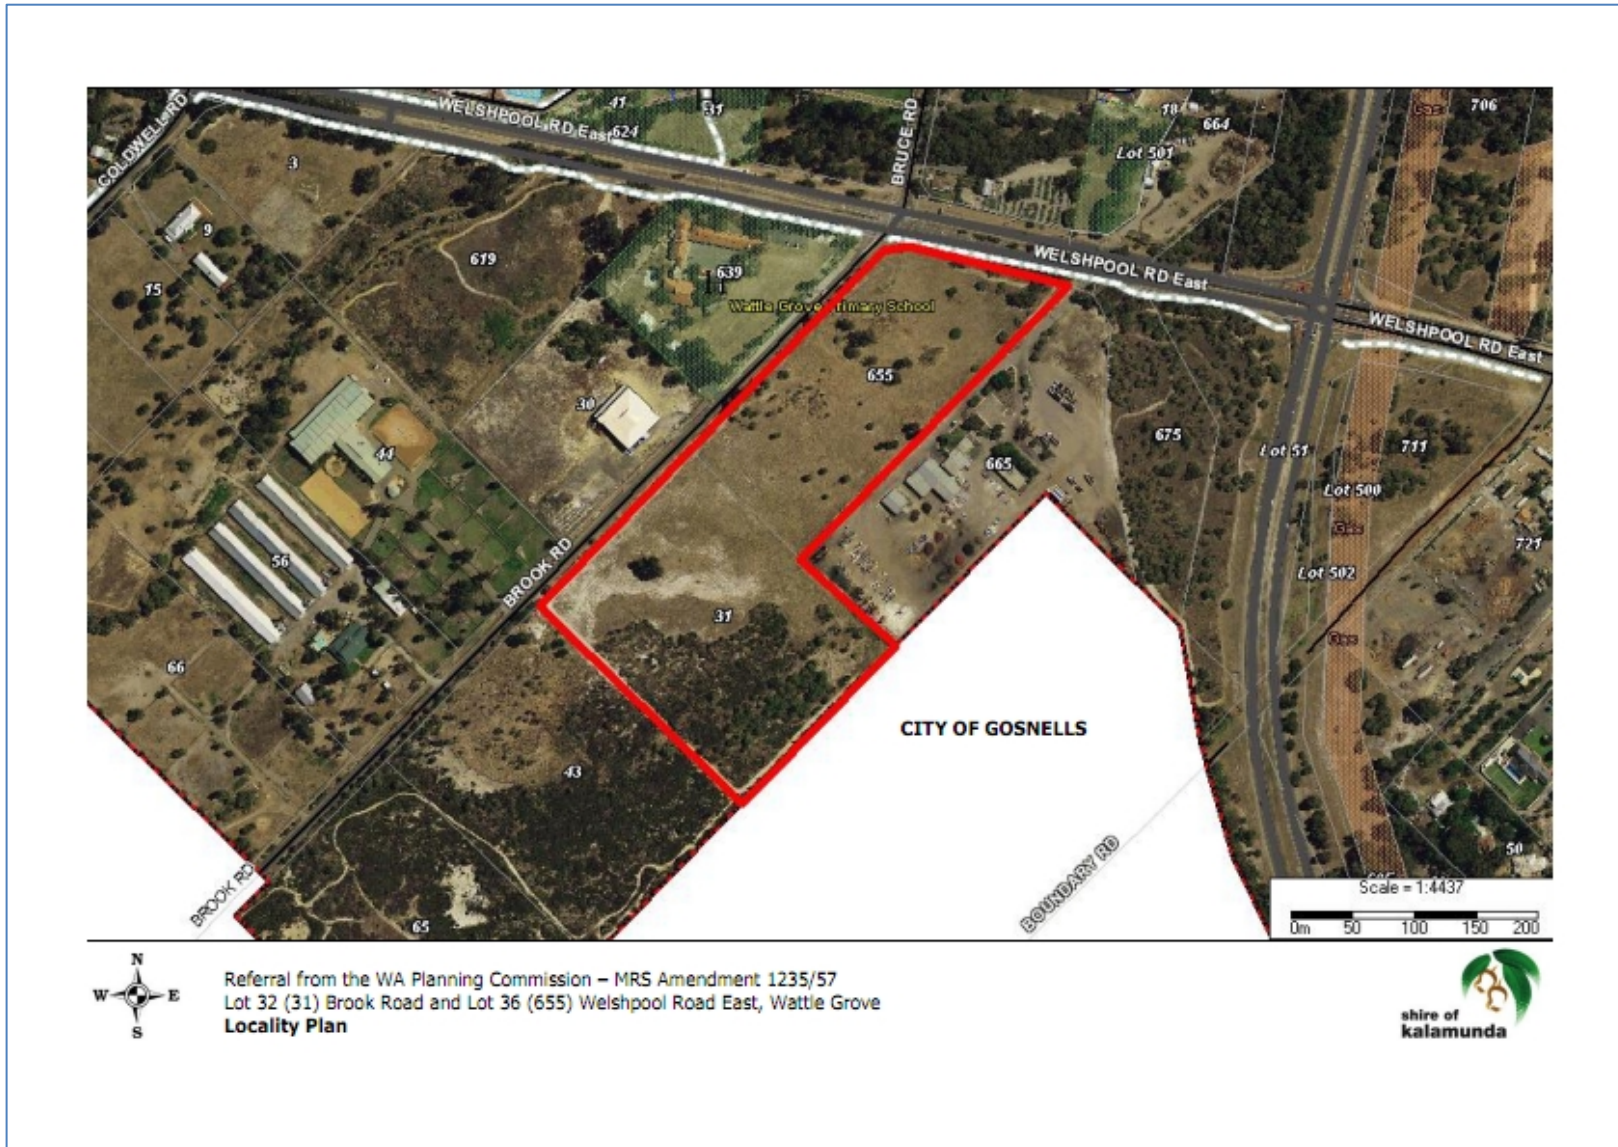 COLDWELL RD
WELSHPOOL RD East
41
624
31
BRUCE RD
18
664
Lot 501
Gas
706
3
9
15
619
639
Wattle Grove Primary School
WELSHPOOL RD East
WELSHPOOL RD East
655
30
44
675
Lot 51
711
665
Lot 500
Gas
721
Lot 502
56
BROOK RD
31
Gas
66
CITY OF GOSNELLS
43
50
BROOK RD
65
BOUNDARY RD
Scale = 1:4437
0m 50 100 150 200
N
W E
S
Referral from the WA Planning Commission – MRS Amendment 1235/57
Lot 32 (31) Brook Road and Lot 36 (655) Welshpool Road East, Wattle Grove
Locality Plan
shire of
kalamunda